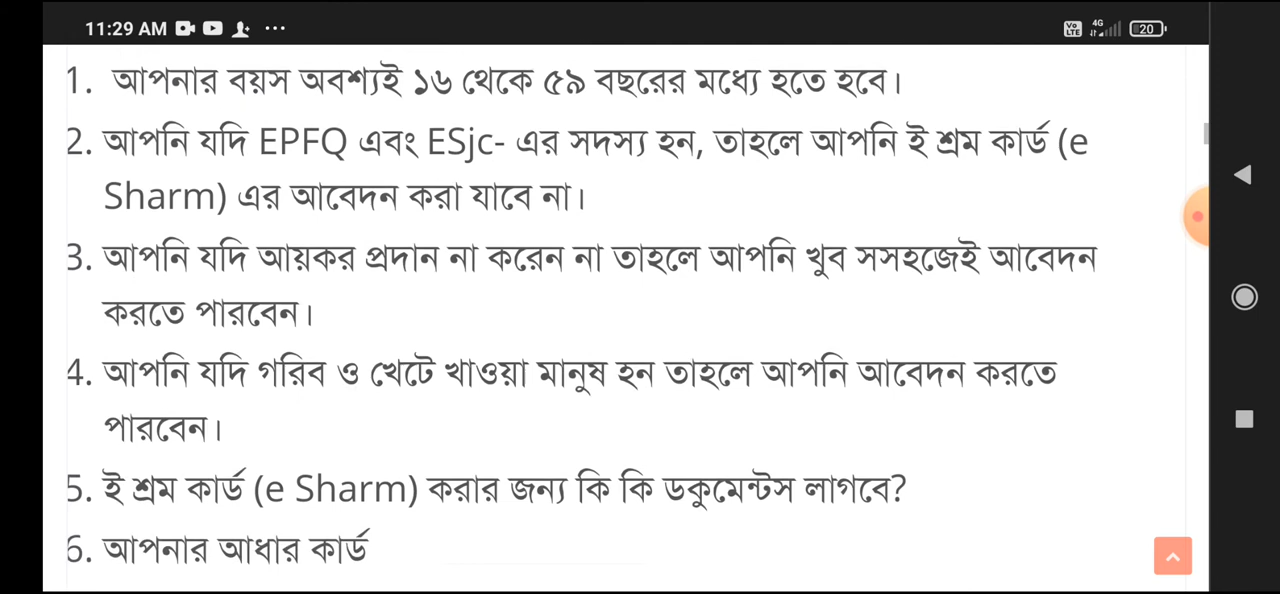 11:29 AM ...
Vo LTE 4G 20
1. আপনার বয়স অবশ্যই ১৬ থেকে ৫৯ বছরের মধ্যে হতে হবে।
2. আপনি যদি EPFQ এবং ESjc- এর সদস্য হন, তাহলে আপনি ই শ্রম কার্ড (e
Sharm) এর আবেদন করা যাবে না।
3. আপনি যদি আয়কর প্রদান না করেন না তাহলে আপনি খুব সসহজেই আবেদন
করতে পারবেন।
4. আপনি যদি গরিব ও খেটে খাওয়া মানুষ হন তাহলে আপনি আবেদন করতে
পারবেন।
5. ই শ্রম কার্ড (e Sharm) করার জন্য কি কি ডকুমেন্টস লাগবে?
6. আপনার আধার কার্ড